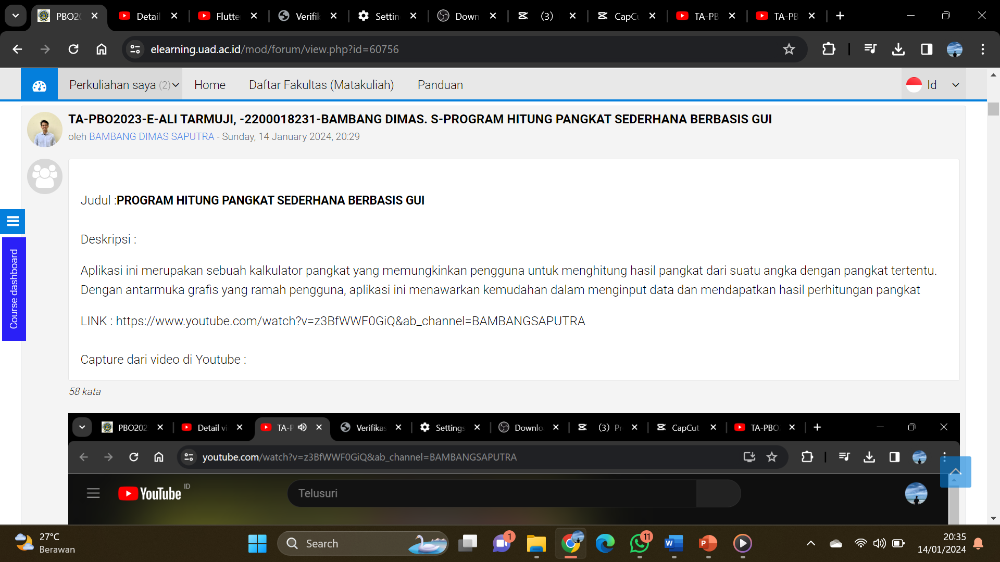 PBO20
Detail
Flutte
Verifik
Settin
Down
(3)
CapCu
TA-PB
TA-PB
elearning.uad.ac.id/mod/forum/view.php?id=60756
Perkuliahan saya (2)
Home
Daftar Fakultas (Matakuliah)
Panduan
Id
TA-PBO2023-E-ALI TARMUJI, -2200018231-BAMBANG DIMAS. S-PROGRAM HITUNG PANGKAT SEDERHANA BERBASIS GUI
oleh BAMBANG DIMAS SAPUTRA - Sunday, 14 January 2024, 20:29
Judul :PROGRAM HITUNG PANGKAT SEDERHANA BERBASIS GUI
Deskripsi :
Aplikasi ini merupakan sebuah kalkulator pangkat yang memungkinkan pengguna untuk menghitung hasil pangkat dari suatu angka dengan pangkat tertentu.
Dengan antarmuka grafis yang ramah pengguna, aplikasi ini menawarkan kemudahan dalam menginput data dan mendapatkan hasil perhitungan pangkat
LINK : https://www.youtube.com/watch?v=z3BfWWF0GiQ&ab_channel=BAMBANGSAPUTRA
Capture dari video di Youtube :
Course dashboard
58 kata
PBO202
Detail vi
TA-P
Verifikas
Settings
Downlo
(3) Pr
CapCut
TA-PBO
youtube.com/watch?v=z3BfWWF0GiQ&ab_channel=BAMBANGSAPUTRA
YouTube ID
Telusuri
27°C
Berawan
Search
1
11
20:35
14/01/2024